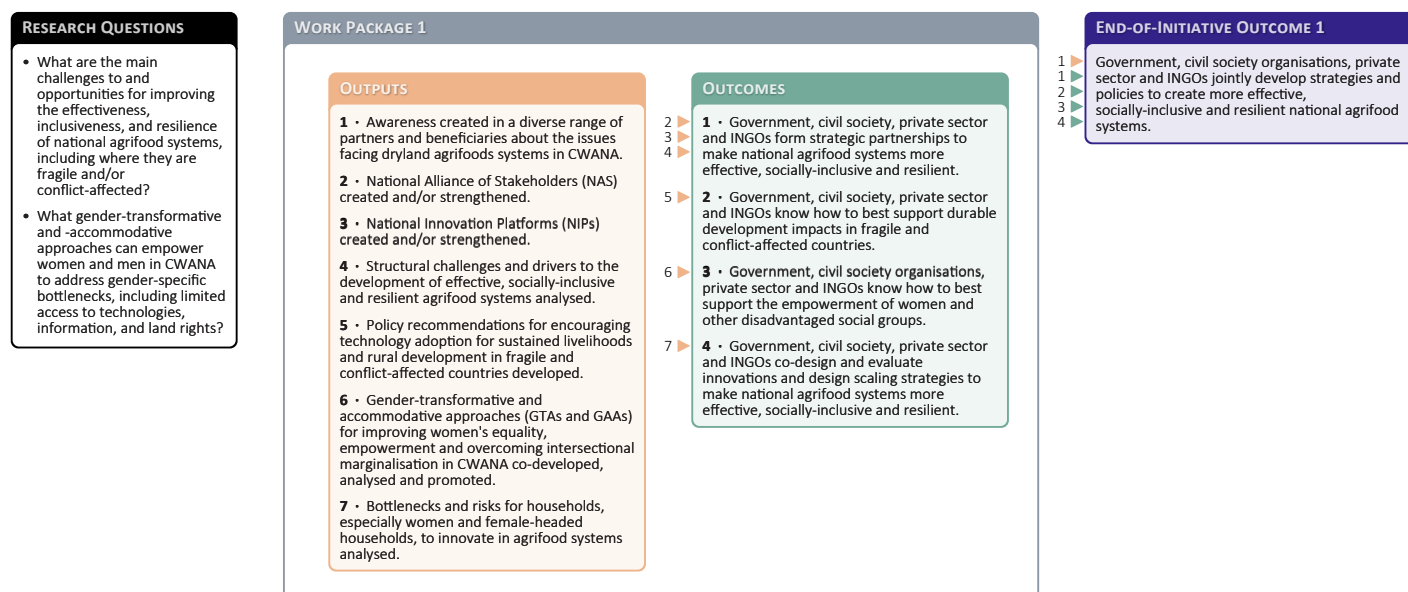 RESEARCH QUESTIONS
• What are the main
challenges to and
opportunities for improving
the effectiveness,
inclusiveness, and resilience
of national agrifood systems,
including where they are
fragile and/or
conflict-affected?
• What gender-transformative
and -accommodative
approaches can empower
women and men in CWANA
to address gender-specific
bottlenecks, including limited
access to technologies,
information, and land rights?
WORK PACKAGE 1
OUTPUTS
1 · Awareness created in a diverse range of
partners and beneficiaries about the issues
facing dryland agrifoods systems in CWANA.
2 · National Alliance of Stakeholders (NAS)
created and/or strengthened.
3 · National Innovation Platforms (NIPs)
created and/or strengthened.
4 · Structural challenges and drivers to the
development of effective, socially-inclusive
and resilient agrifood systems analysed.
5 · Policy recommendations for encouraging
technology adoption for sustained livelihoods
and rural development in fragile and
conflict-affected countries developed.
6 · Gender-transformative and
accommodative approaches (GTAs and GAAs)
for improving women's equality,
empowerment and overcoming intersectional
marginalisation in CWANA co-developed,
analysed and promoted.
7 · Bottlenecks and risks for households,
especially women and female-headed
households, to innovate in agrifood systems
analysed.
OUTCOMES
2
3
4
1 · Government, civil society, private sector
and INGOs form strategic partnerships to
make national agrifood systems more
effective, socially-inclusive and resilient.
5
2 · Government, civil society, private sector
and INGOs know how to best support durable
development impacts in fragile and
conflict-affected countries.
6
3 · Government, civil society organisations,
private sector and INGOs know how to best
support the empowerment of women and
other disadvantaged social groups.
7
4 · Government, civil society, private sector
and INGOs co-design and evaluate
innovations and design scaling strategies to
make national agrifood systems more
effective, socially-inclusive and resilient.
END-OF-INITIATIVE OUTCOME 1
1
1
2
3
4
Government, civil society organisations, private
sector and INGOs jointly develop strategies and
policies to create more effective,
socially-inclusive and resilient national agrifood
systems.